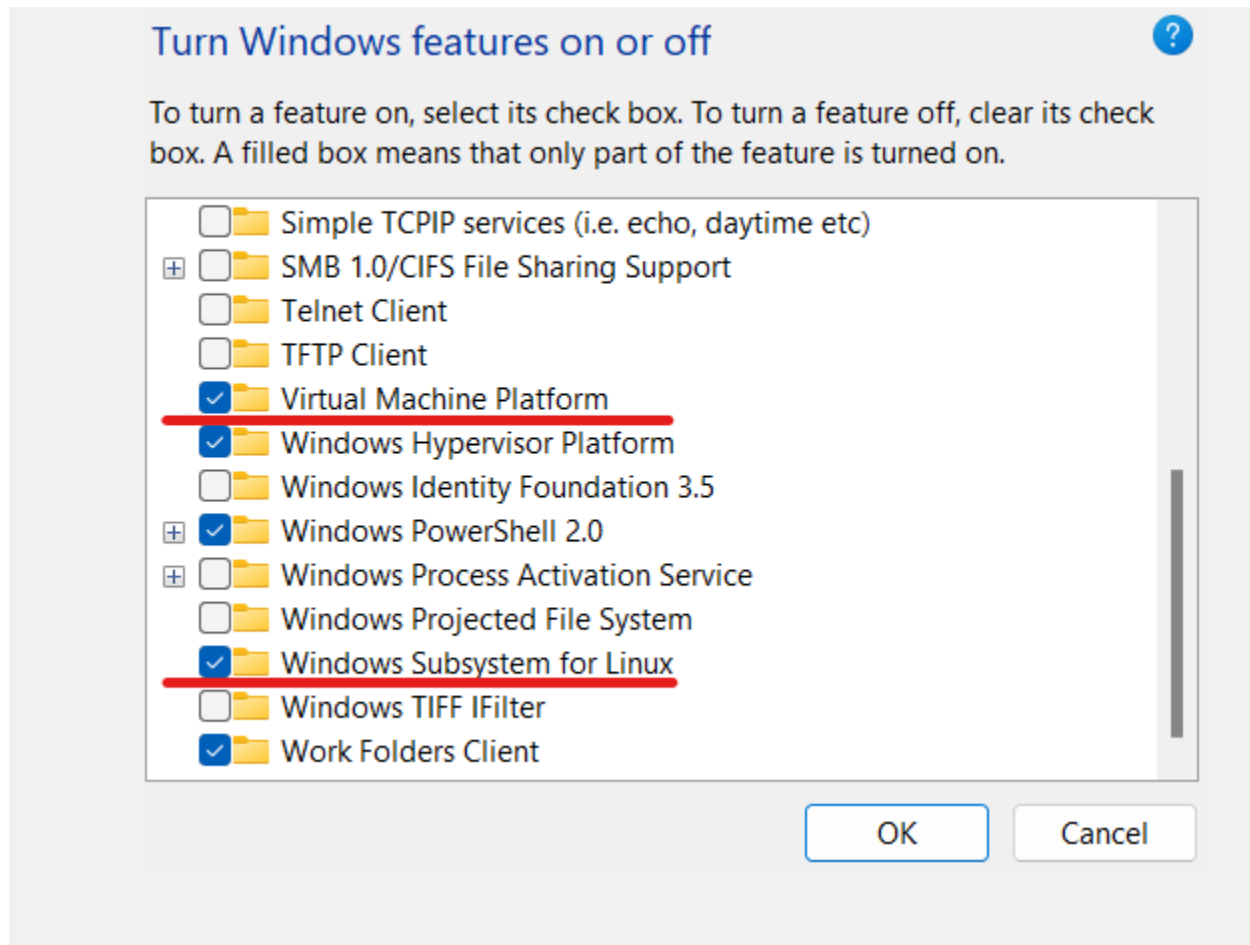 Turn Windows features on or off
?
To turn a feature on, select its check box. To turn a feature off, clear its check
box. A filled box means that only part of the feature is turned on.
Simple TCPIP services (i.e. echo, daytime etc)
SMB 1.0/CIFS File Sharing Support
Telnet Client
TFTP Client
Virtual Machine Platform
Windows Hypervisor Platform
Windows Identity Foundation 3.5
Windows PowerShell 2.0
Windows Process Activation Service
Windows Projected File System
Windows Subsystem for Linux
Windows TIFF IFilter
Work Folders Client
OK Cancel